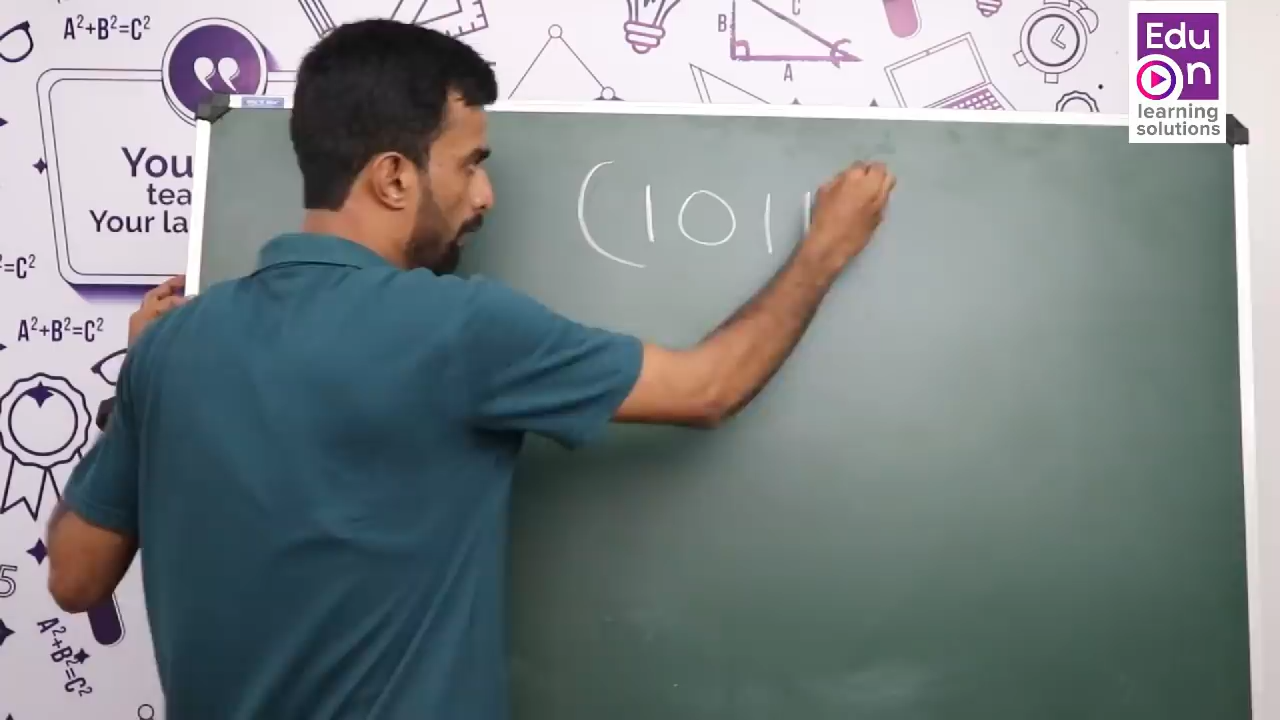 A²+B²=C²
B
C
A
Edu
On
learning
solutions
You
tea
Your la
(1011
=C²
A²+B²=C²
5
A²+B²=C²